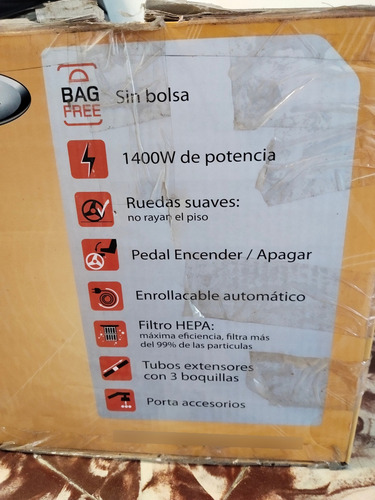 BAG
FREE
Sin bolsa
1400W de potencia
Ruedas suaves:
no rayan el piso
Pedal Encender / Apagar
Enrollacable automático
Filtro HEPA:
máxima eficiencia, filtra más
del 99% de las particulas
Tubos extensores
con 3 boquillas
Porta accesorios